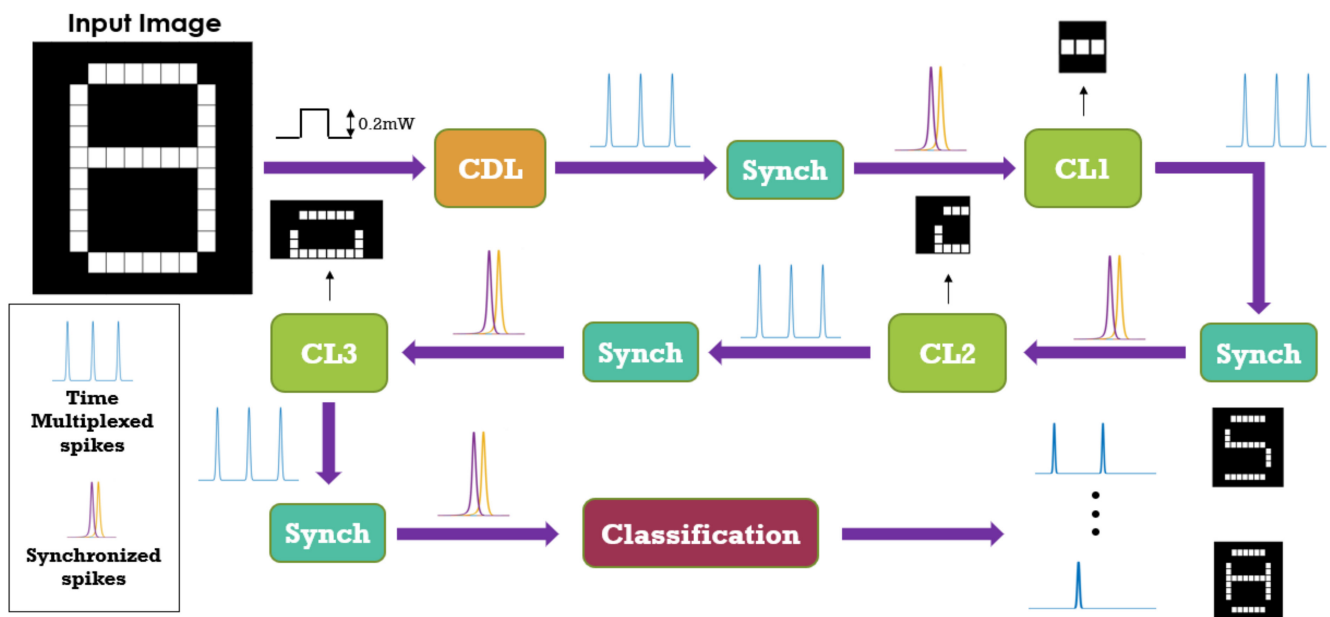 Input Image
0.2mW
CDL
Synch
CL1
CL3
Synch
CL2
Synch
Time
Multiplexed
spikes
Synch
Classification
Synchronized
spikes